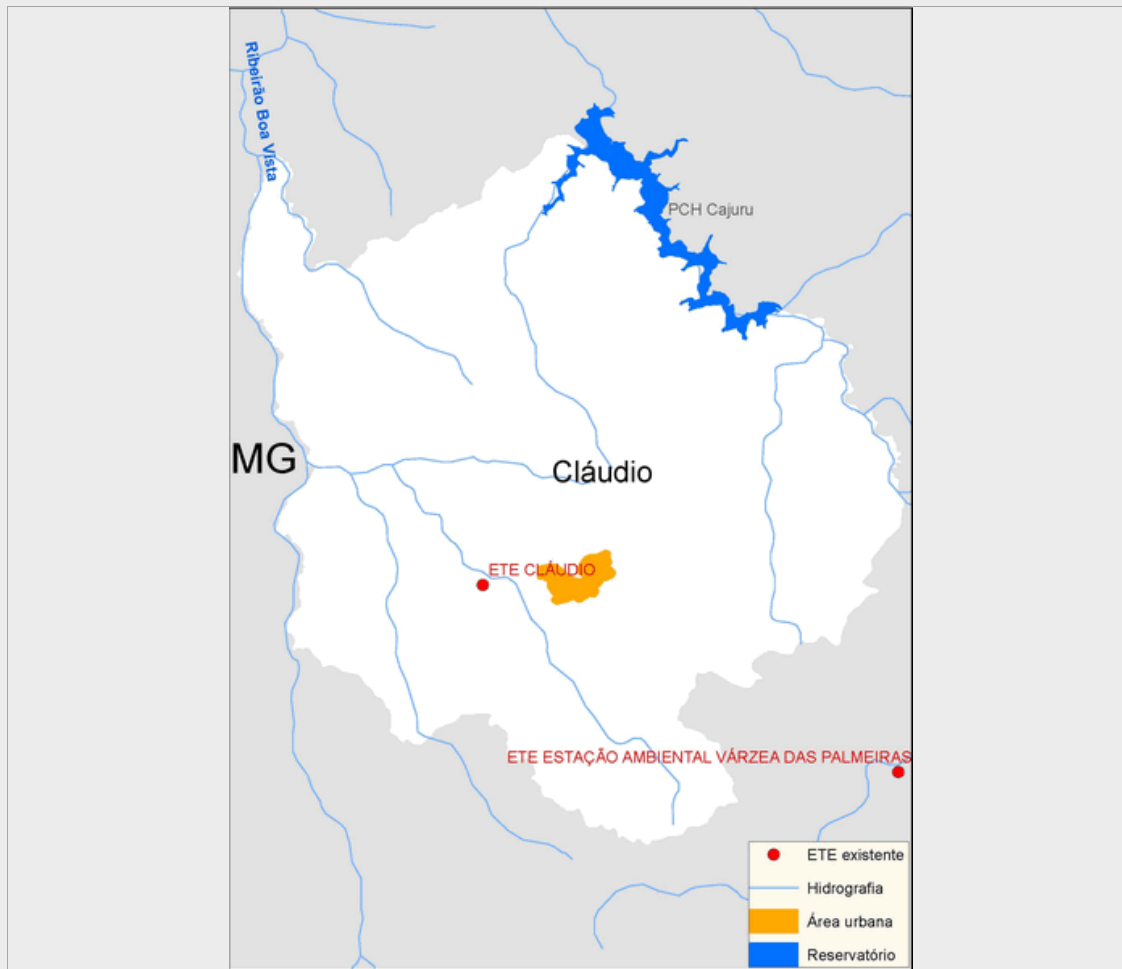 Ribeirão Boa Vista
PCH Cajuru
MG
Cláudio
ETE CLÁUDIO
ETE ESTAÇÃO AMBIENTAL VÁRZEA DAS PALMEIRAS
ETE existente
Hidrografia
Área urbana
Reservatório